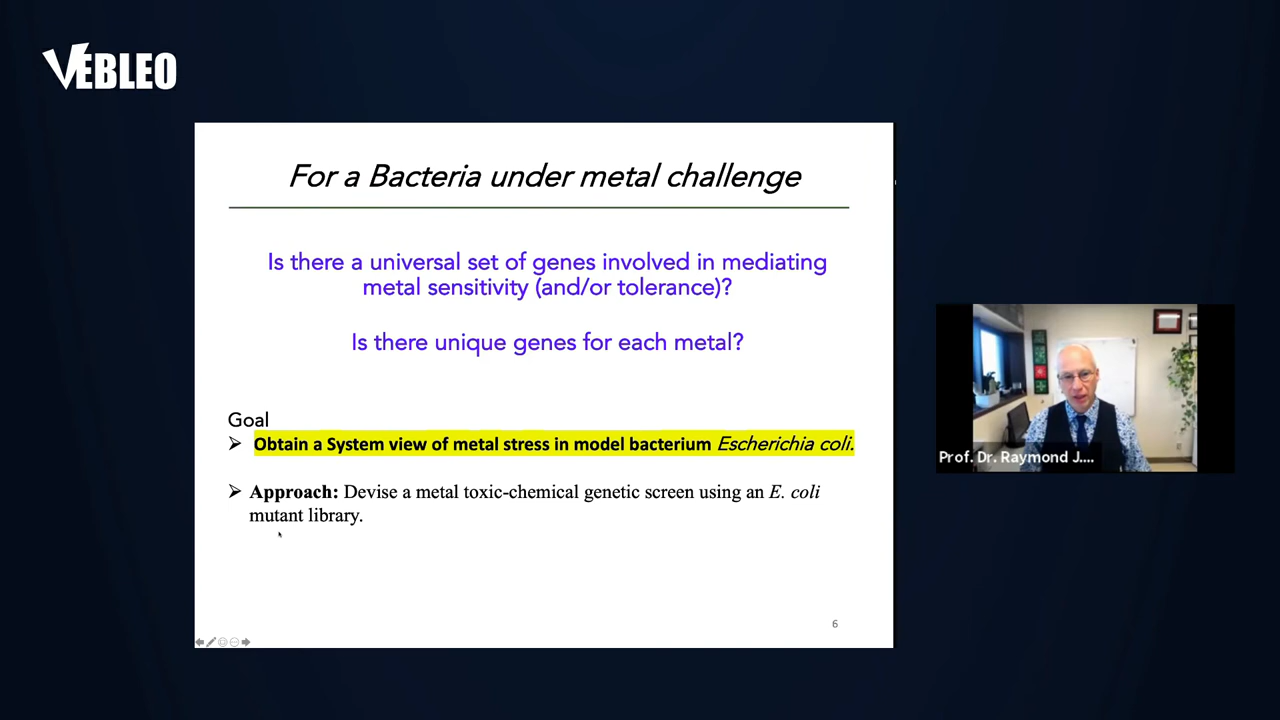 VEBLEO
For a Bacteria under metal challenge
Is there a universal set of genes involved in mediating
metal sensitivity (and/or tolerance)?
Is there unique genes for each metal?
Goal
➢ Obtain a System view of metal stress in model bacterium Escherichia coli.
➢ Approach: Devise a metal toxic-chemical genetic screen using an E. coli
mutant library.
6
Prof. Dr. Raymond J....